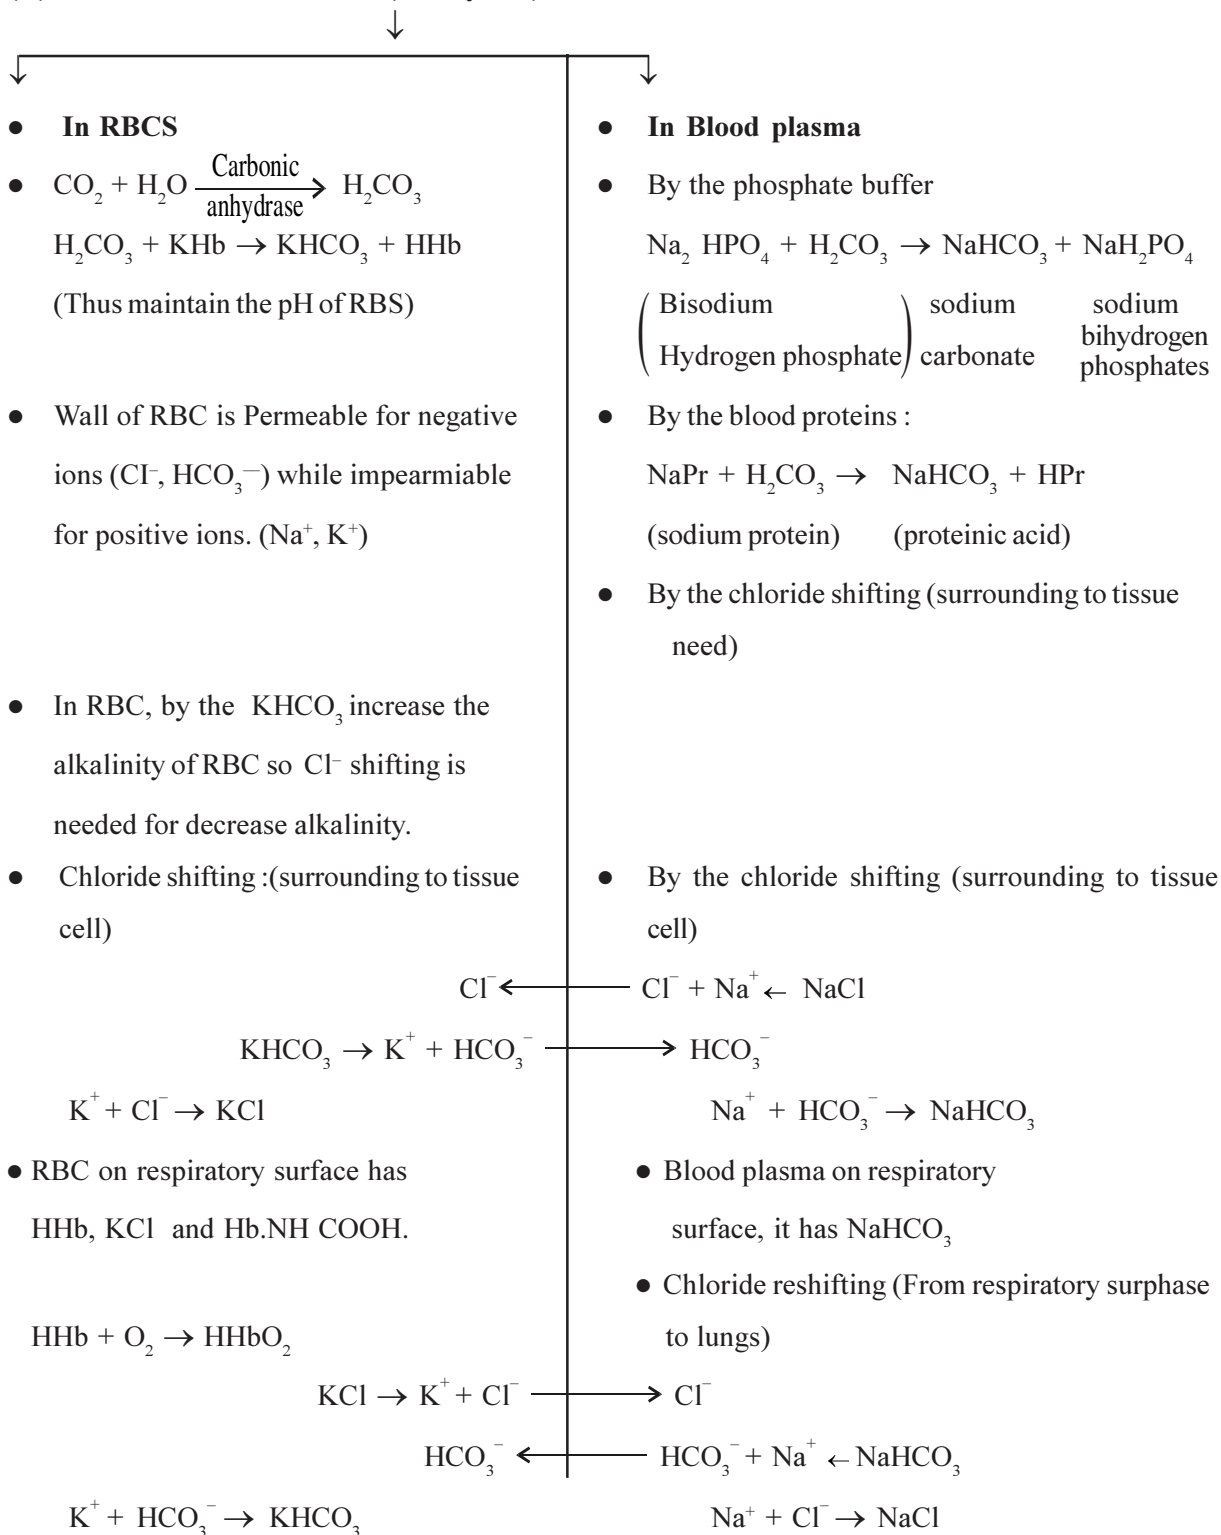 ● In RBCS
● CO₂ + H₂O Carbonic anhydrase → H₂CO₃
H₂CO₃ + KHb → KHCO₃ + HHb
(Thus maintain the pH of RBS)
● Wall of RBC is Permeable for negative
ions (CI⁻, HCO₃⁻) while impearmiable
for positive ions. (Na⁺, K⁺)
● In RBC, by the KHCO₃ increase the
alkalinity of RBC so Cl⁻ shifting is
needed for decrease alkalinity.
● Chloride shifting :(surrounding to tissue
cell)
● In Blood plasma
● By the phosphate buffer
Na₂ HPO₄ + H₂CO₃ → NaHCO₃ + NaH₂PO₄
(Bisodium Hydrogen phosphate) sodium carbonate sodium bihydrogen phosphates
● By the blood proteins :
NaPr + H₂CO₃ → NaHCO₃ + HPr
(sodium protein) (proteinic acid)
● By the chloride shifting (surrounding to tissue
need)
● By the chloride shifting (surrounding to tissue
cell)
Cl⁻ ← Cl⁻ + Na⁺ ← NaCl
KHCO₃ → K⁺ + HCO₃⁻ → HCO₃⁻
K⁺ + Cl⁻ → KCl Na⁺ + HCO₃⁻ → NaHCO₃
● RBC on respiratory surface has
HHb, KCl and Hb.NH COOH.
● Blood plasma on respiratory
surface, it has NaHCO₃
● Chloride reshifting (From respiratory surphase
to lungs)
HHb + O₂ → HHbO₂
KCl → K⁺ + Cl⁻ → Cl⁻
HCO₃⁻ ← HCO₃⁻ + Na⁺ ← NaHCO₃
K⁺ + HCO₃⁻ → KHCO₃ Na⁺ + Cl⁻ → NaCl